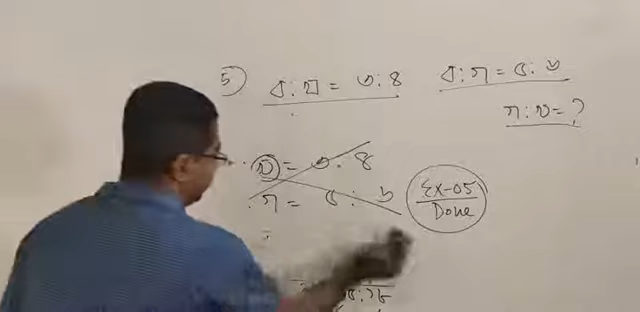 5) ক : খ = ৩ : ৪
ক : গ = ৫ : ৬
গ : খ = ?
খ = ৩ : ৪
গ = ৫ : ৬
Ex-05
Done